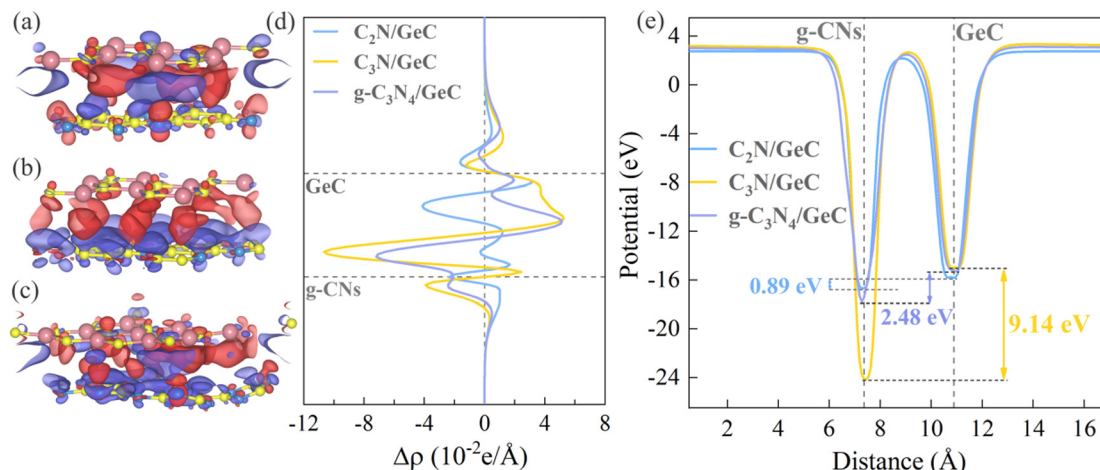 (a)
(b)
(c)
(d)
C₂N/GeC
C₃N/GeC
g-C₃N₄/GeC
GeC
g-CNs
-12 -8 -4 0 4 8
Δρ (10⁻²e/Å)
(e)
g-CNs GeC
4
0
-4
-8
-12
-16
-20
-24
Potential (eV)
C₂N/GeC
C₃N/GeC
g-C₃N₄/GeC
0.89 eV
2.48 eV
9.14 eV
0 2 4 6 8 10 12 14 16
Distance (Å)